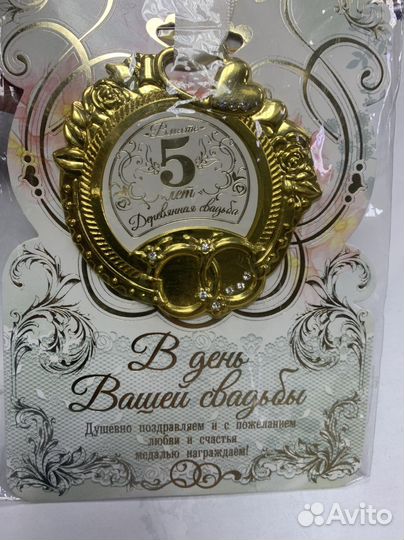 Вместе
5
лет
Деревянная свадьба
В день
Вашей свадьбы
Душевно поздравляем и с пожеланием
любви и счастья
медалью награждаем!
Avito